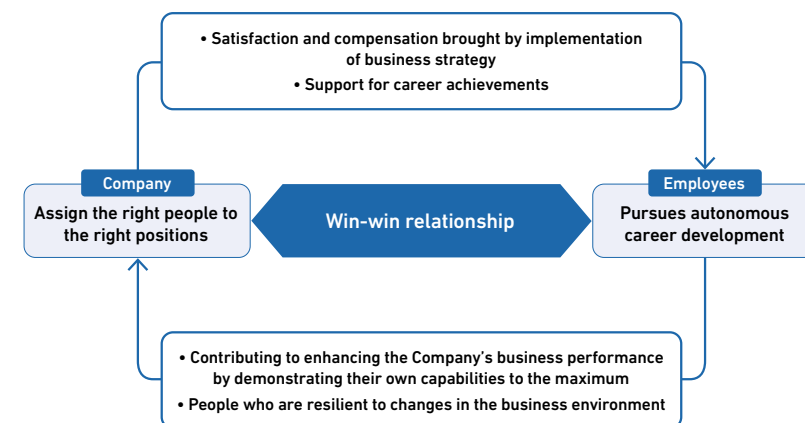 • Satisfaction and compensation brought by implementation
of business strategy
• Support for career achievements
Company
Assign the right people to
the right positions
Win-win relationship
Employees
Pursues autonomous
career development
• Contributing to enhancing the Company’s business performance
by demonstrating their own capabilities to the maximum
• People who are resilient to changes in the business environment